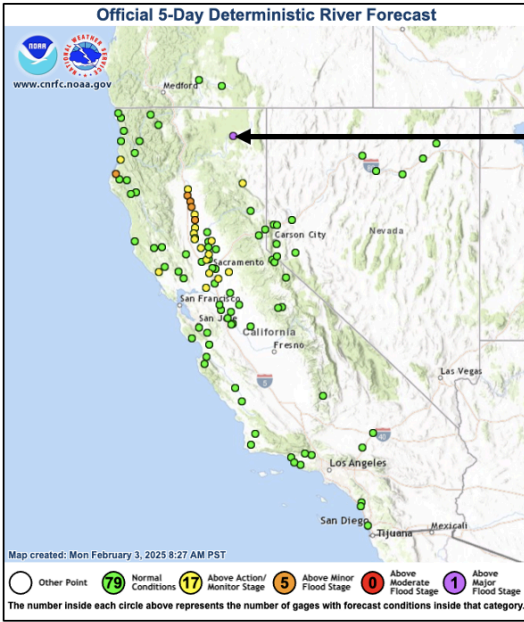 Official 5-Day Deterministic River Forecast
NOAA
NATIONAL WEATHER SERVICE
www.cnrfc.noaa.gov
Medford
Nevada
Carson City
Sacramento
San Francisco
San Jose
California
Fresno
Las Vegas
Los Angeles
San Diego
Tijuana
Mexicali
Map created: Mon February 3, 2025 8:27 AM PST
Other Point
79 Normal Conditions
17 Above Action/ Monitor Stage
5 Above Minor Flood Stage
0 Above Moderate Flood Stage
1 Above Major Flood Stage
The number inside each circle above represents the number of gages with forecast conditions inside that category.